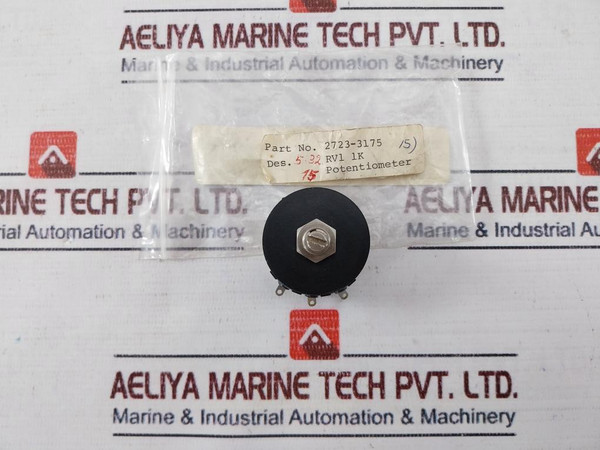 AELIYA MARINE TECH PVT. LTD.
Marine & Industrial Automation & Machinery
Part No. 2723-3175 15)
Des. 5-32 RV1 1K
15 Potentiometer
RINE TECH PVT. LTD.
dustrial Automation & Machinery
AELIYA MARINE
Marine & Industrial Au
AELIYA MARINE TECH PVT. LTD.
Marine & Industrial Automation & Machinery